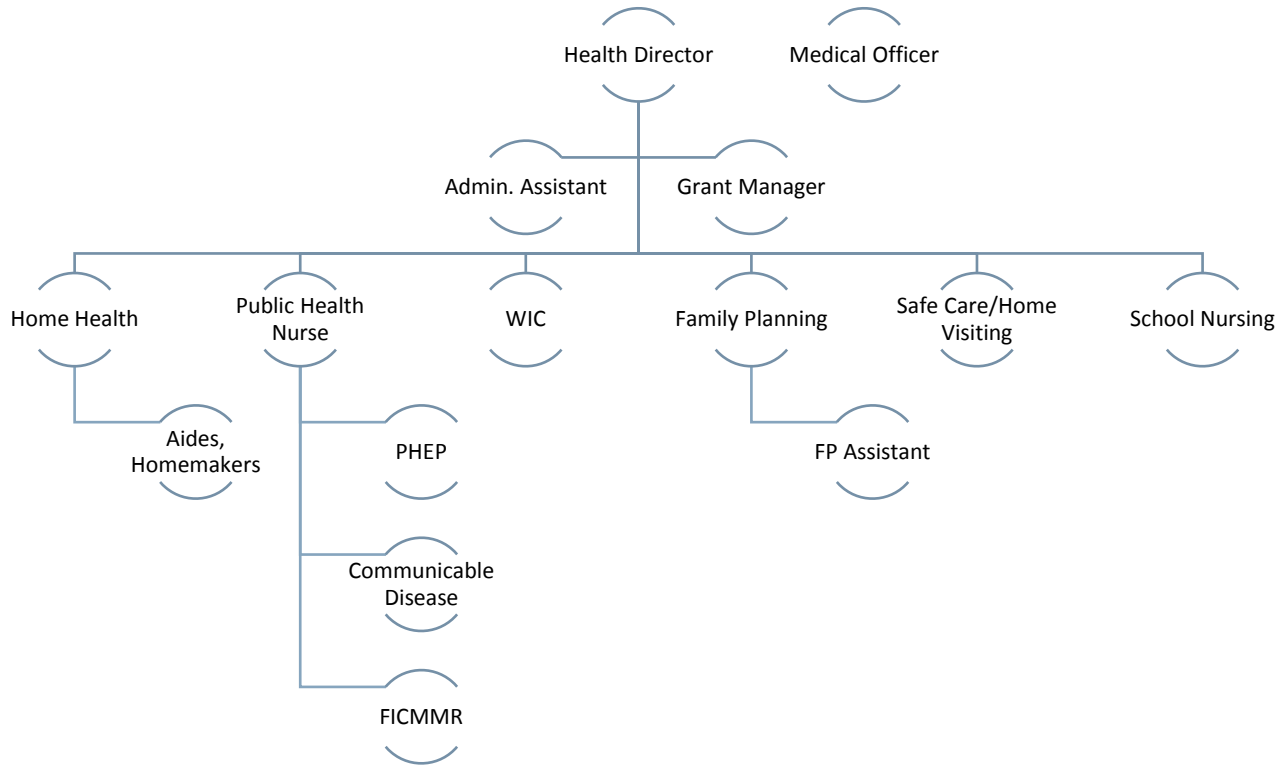 Health Director
Medical Officer
Admin. Assistant
Grant Manager
Home Health
Public Health
Nurse
WIC
Family Planning
Safe Care/Home
Visiting
School Nursing
Aides,
Homemakers
PHEP
FP Assistant
Communicable
Disease
FICMMR